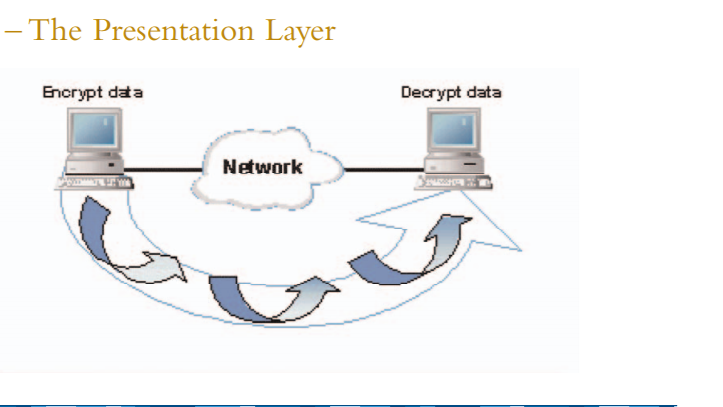 – The Presentation Layer
Encrypt data
Decrypt data
Network